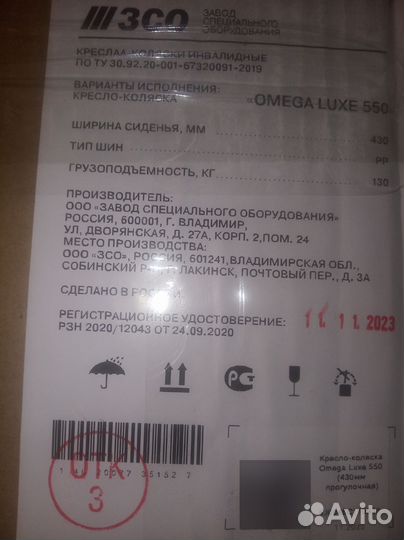 ЗСО
ЗАВОД
СПЕЦИАЛЬНОГО
ОБОРУДОВАНИЯ
КРЕСЛАА-КОЛЯСКИ ИНВАЛИДНЫЕ
ПО ТУ 30.92.20-001-67320091-2019
ВАРИАНТЫ ИСПОЛНЕНИЯ:
КРЕСЛО-КОЛЯСКА «OMEGA LUXE 550
ШИРИНА СИДЕНЬЯ, ММ 430
ТИП ШИН PP
ГРУЗОПОДЪЕМНОСТЬ, КГ 130
ПРОИЗВОДИТЕЛЬ:
ООО «ЗАВОД СПЕЦИАЛЬНОГО ОБОРУДОВАНИЯ»
РОССИЯ, 600001, Г. ВЛАДИМИР,
УЛ, ДВОРЯНСКАЯ, Д. 27А, КОРП. 2, ПОМ. 24
МЕСТО ПРОИЗВОДСТВА:
ООО «ЗСО», РОССИЯ, 601241, ВЛАДИМИРСКАЯ ОБЛ.,
СОБИНСКИЙ ЛАКИНСК, ПОЧТОВЫЙ ПЕР., Д. 3А
СДЕЛАНО В
РЕГИСТРАЦИОННОЕ УДОСТОВЕРЕНИЕ:
РЗН 2020/12043 ОТ 24.09.2020
11. 11. 2023
РСТ
ОТК
3
Кресло-коляска
Omega Luxe 550
(430мм
прогулочная)
Avito